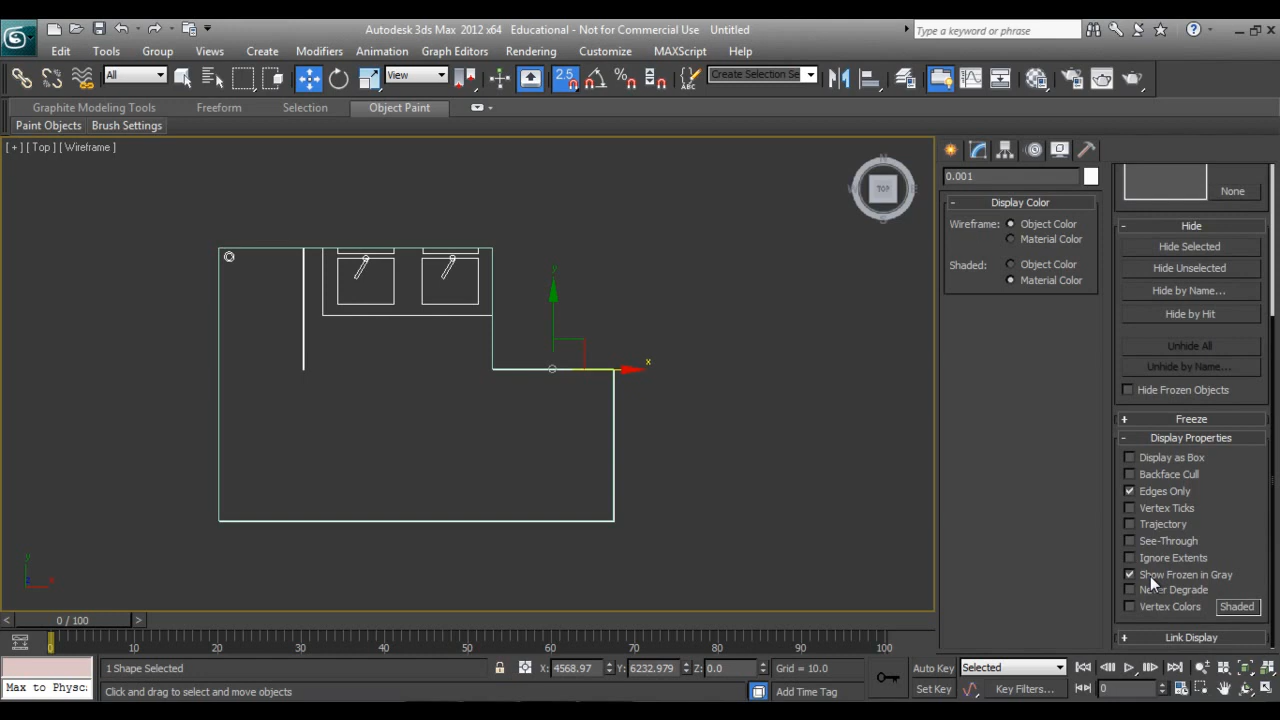 Autodesk 3ds Max 2012 x64 Educational - Not for Commercial Use Untitled
Type a keyword or phrase
Edit Tools Group Views Create Modifiers Animation Graph Editors Rendering Customize MAXScript Help
All View 2.5 Create Selection Se
Graphite Modeling Tools Freeform Selection Object Paint
Paint Objects Brush Settings
[ + ] [ Top ] [ Wireframe ]
TOP
0.001
None
Display Color
Wireframe: Object Color
Material Color
Shaded: Object Color
Material Color
Hide
Hide Selected
Hide Unselected
Hide by Name...
Hide by Hit
Unhide All
Unhide by Name...
Hide Frozen Objects
Freeze
Display Properties
Display as Box
Backface Cull
Edges Only
Vertex Ticks
Trajectory
See-Through
Ignore Extents
Show Frozen in Gray
Never Degrade
Vertex Colors Shaded
Link Display
y
x
y
x
0 / 100
0 10 20 30 40 50 60 70 80 90 100
1 Shape Selected X: 4568.97 Y: 6232.979 Z: 0.0 Grid = 10.0 Auto Key Selected
Max to Physc. Click and drag to select and move objects Add Time Tag Set Key Key Filters... 0